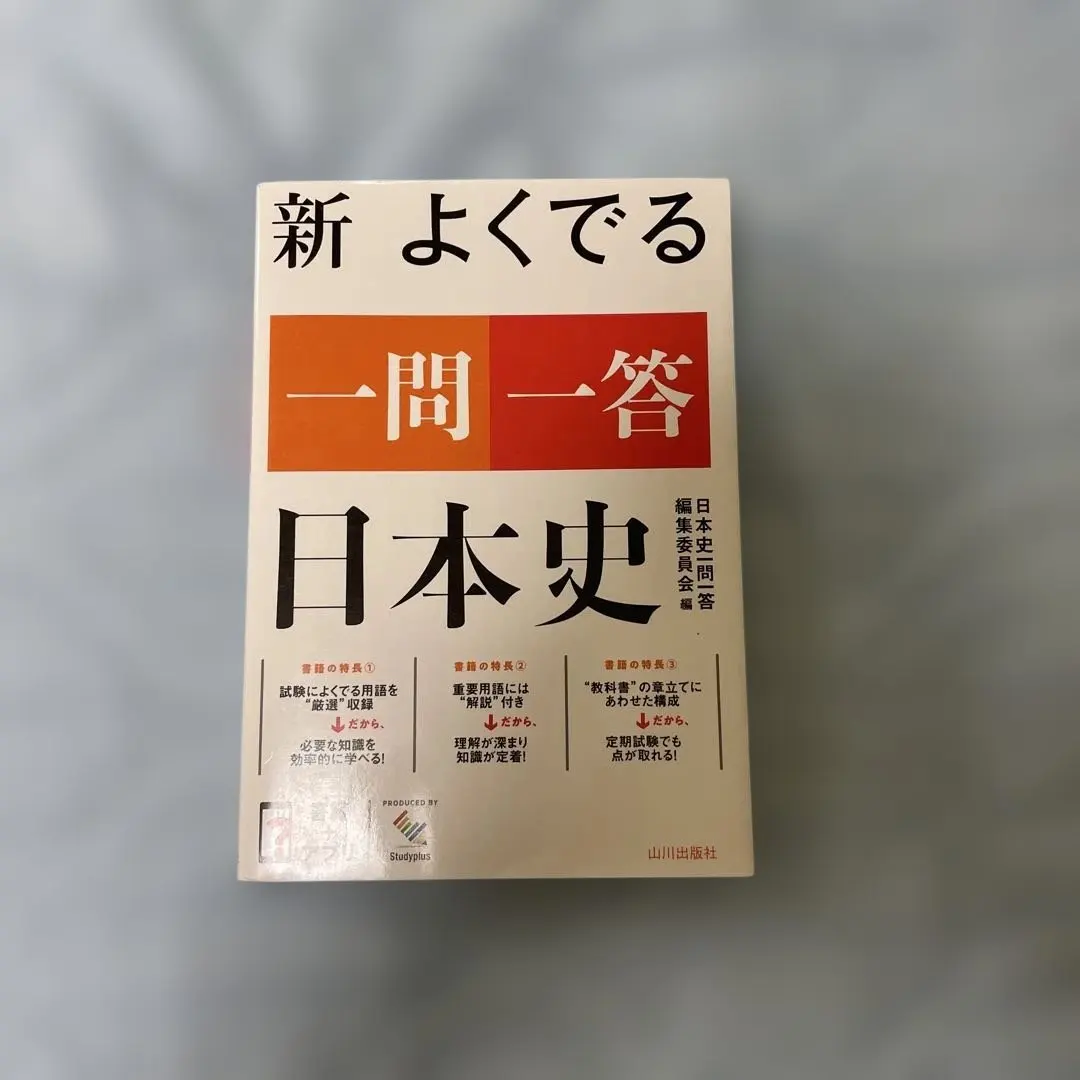 新 よくでる
一問一答
日本史
日本史一問一答
編集委員会 編
書籍の特長①
試験によくでる用語を
“厳選”収録
だから、
必要な知識を
効率的に学べる!
書籍の特長②
重要用語には
“解説”付き
だから、
理解が深まり
知識が定着!
書籍の特長③
“教科書”の章立てに
あわせた構成
だから、
定期試験でも
点が取れる!
アプリ
PRODUCED BY
Studyplus
山川出版社